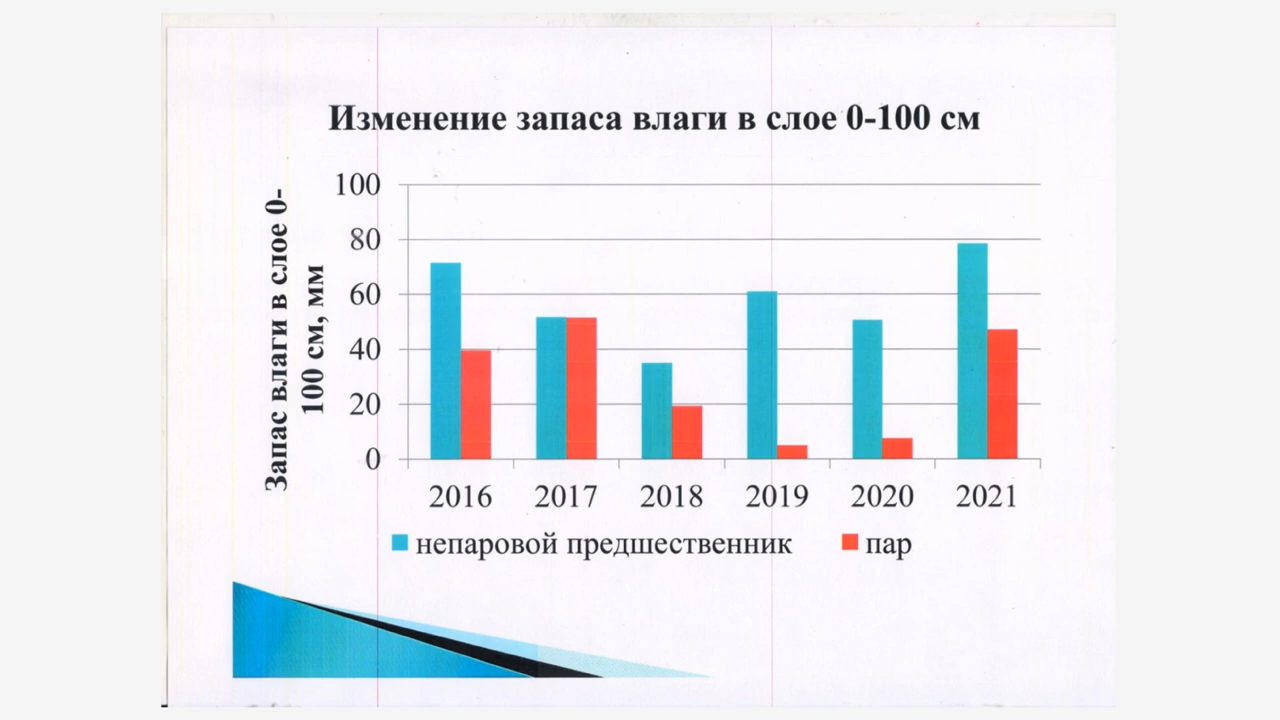 Изменение запаса влаги в слое 0-100 см
Запас влаги в слое 0-
100 см, мм
100
80
60
40
20
0
2016 2017 2018 2019 2020 2021
непаровой предшественник пар